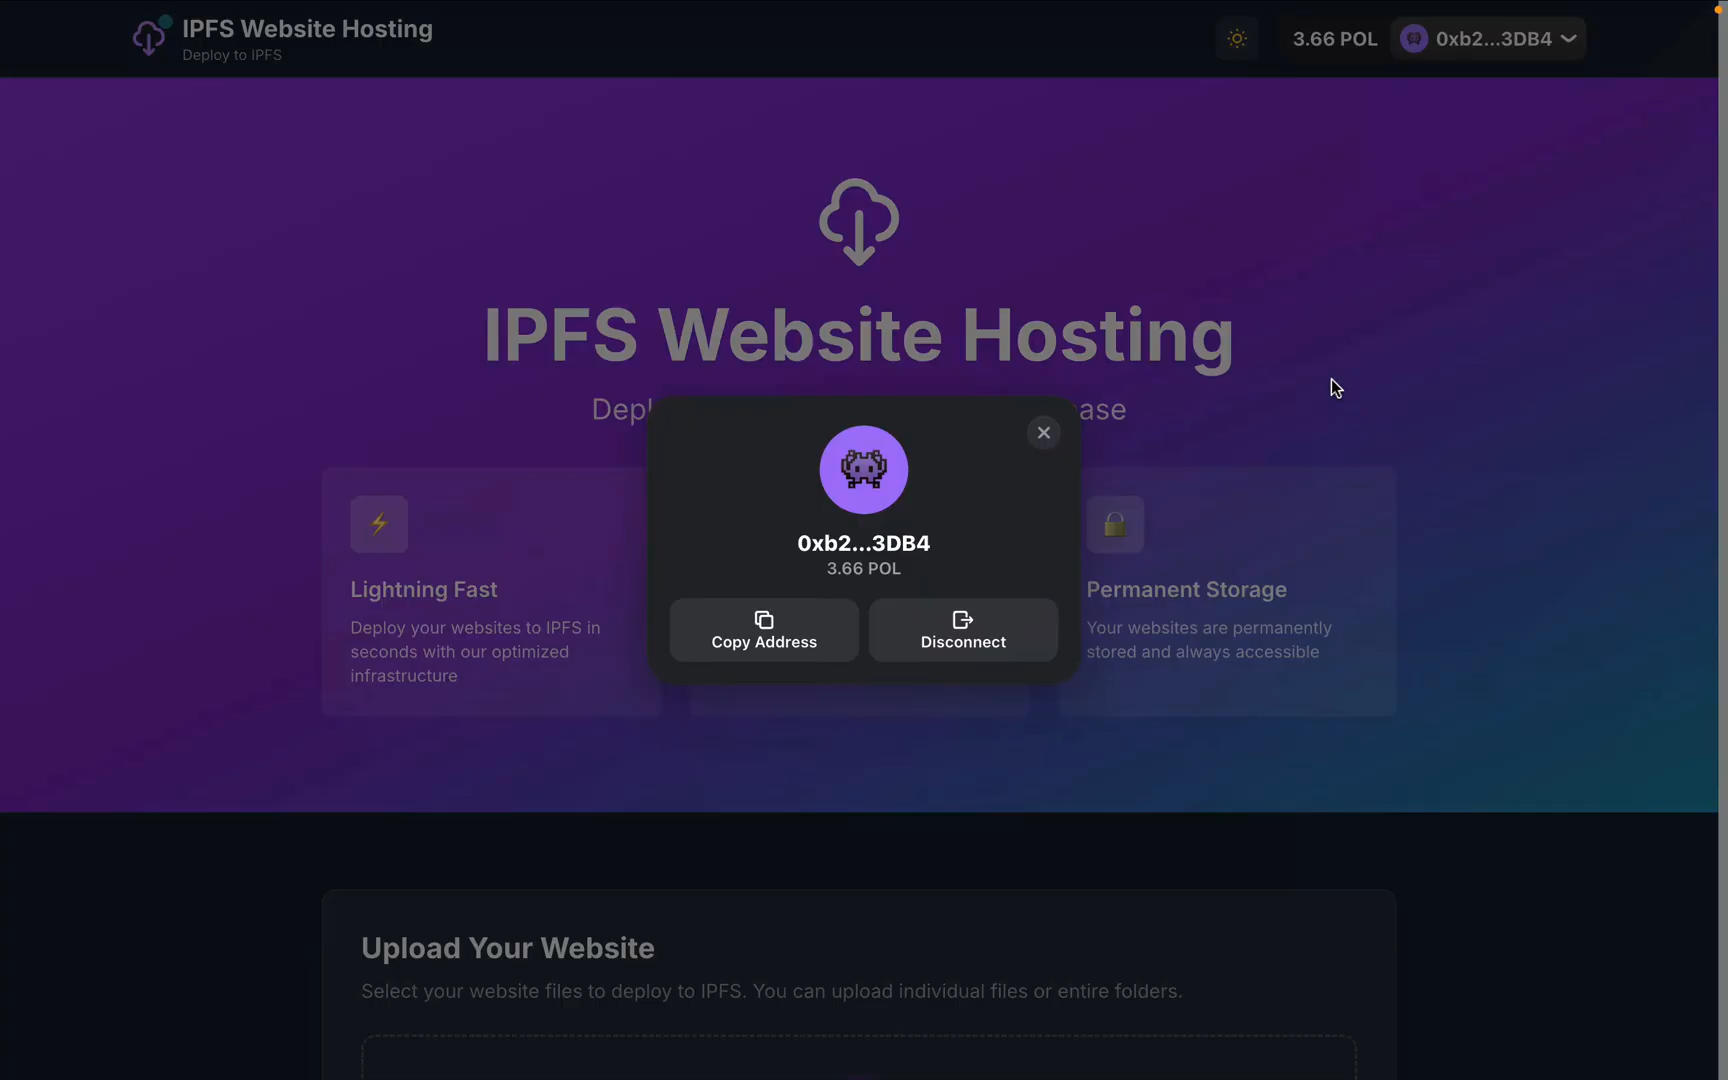 IPFS Website Hosting
Deploy to IPFS
3.66 POL
0xb2...3DB4
IPFS Website Hosting
0xb2...3DB4
3.66 POL
Copy Address
Disconnect
Lightning Fast
Deploy your websites to IPFS in
seconds with our optimized
infrastructure
Permanent Storage
Your websites are permanently
stored and always accessible
Upload Your Website
Select your website files to deploy to IPFS. You can upload individual files or entire folders.